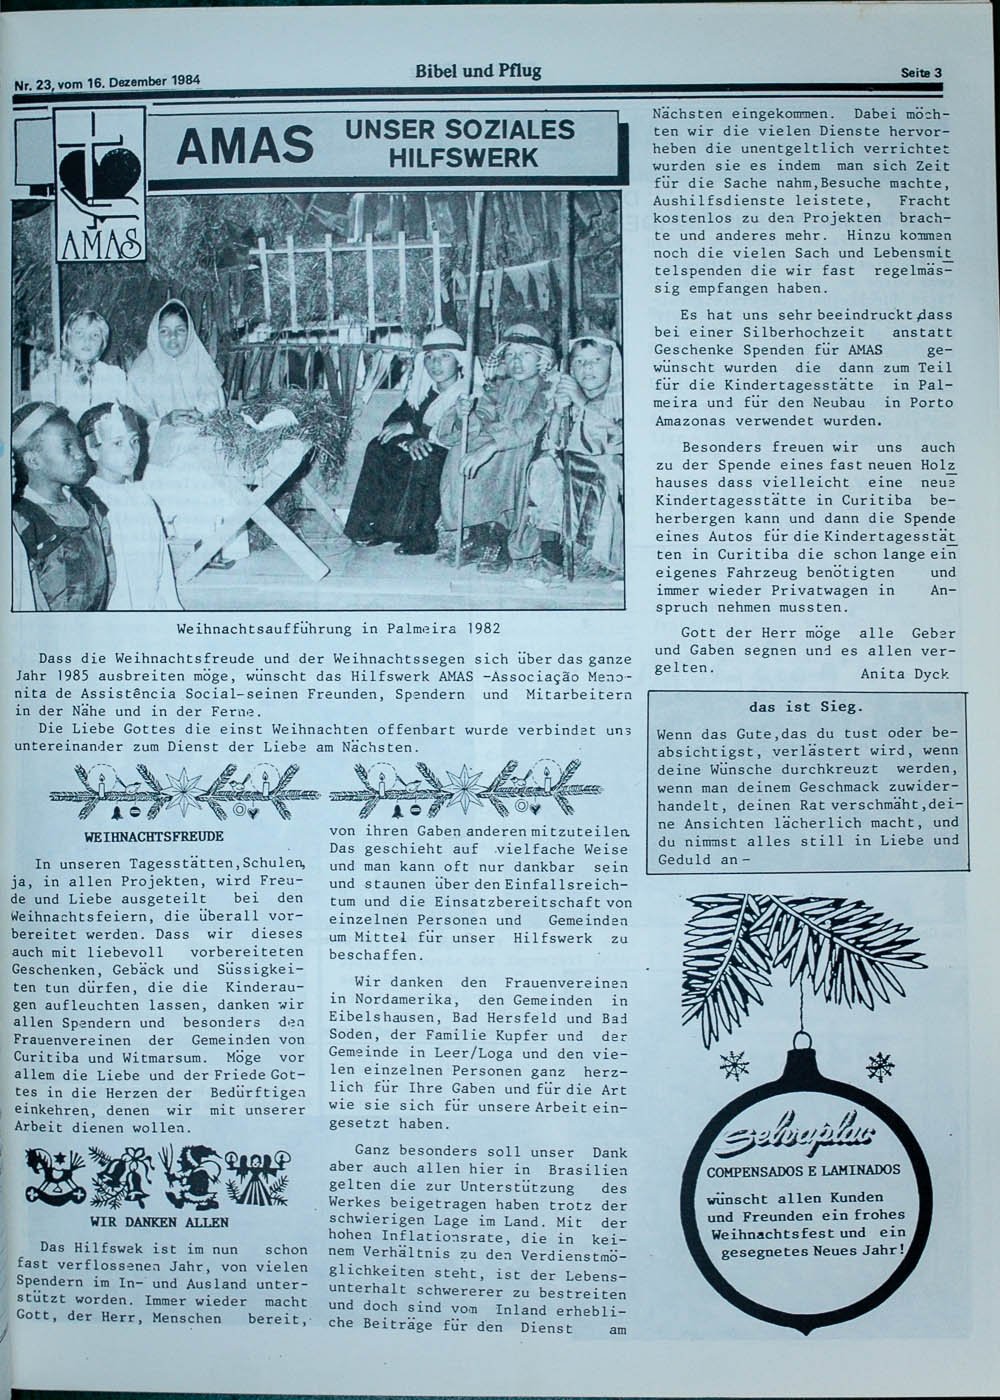 Nr. 23, vom 16. Dezember 1984
Bibel und Pflug
Seite 3
AMAS
AMAS
UNSER SOZIALES
HILFSWERK
Weihnachtsaufführung in Palmeira 1982
Dass die Weihnachtsfreude und der Weihnachtssegen sich über das ganze
Jahr 1985 ausbreiten möge, wünscht das Hilfswerk AMAS -Associação Meno-
nita de Assistência Social-seinen Freunden, Spendern und Mitarbeitern
in der Nähe und in der Ferne.
Die Liebe Gottes die einst Weihnachten offenbart wurde verbindet uns
untereinander zum Dienst der Liebe am Nächsten.
WEIHNACHTSFREUDE
In unseren Tagesstätten, Schulen,
ja, in allen Projekten, wird Freu-
de und Liebe ausgeteilt bei den
Weihnachtsfeiern, die überall vor-
bereitet werden. Dass wir dieses
auch mit liebevoll vorbereiteten
Geschenken, Gebäck und Süssigkei-
ten tun dürfen, die die Kinderau-
gen aufleuchten lassen, danken wir
allen Spendern und besonders den
Frauenvereinen der Gemeinden von
Curitiba und Witmarsum. Möge vor
allem die Liebe und der Friede Got-
tes in die Herzen der Bedürftigen
einkehren, denen wir mit unserer
Arbeit dienen wollen.
WIR DANKEN ALLEN
Das Hilfswek ist im nun schon
fast verflossenen Jahr, von vielen
Spendern im In- und Ausland unter-
stützt worden. Immer wieder macht
Gott, der Herr, Menschen bereit,
von ihren Gaben anderen mitzuteilen.
Das geschieht auf vielfache Weise
und man kann oft nur dankbar sein
und staunen über den Einfallsreich-
tum und die Einsatzbereitschaft von
einzelnen Personen und Gemeinden
um Mittel für unser Hilfswerk zu
beschaffen.
Wir danken den Frauenvereinen
in Nordamerika, den Gemeinden in
Eibelshausen, Bad Hersfeld und Bad
Soden, der Familie Kupfer und der
Gemeinde in Leer/Loga und den vie-
len einzelnen Personen ganz herz-
lich für Ihre Gaben und für die Art
wie sie sich für unsere Arbeit ein-
gesetzt haben.
Ganz besonders soll unser Dank
aber auch allen hier in Brasilien
gelten die zur Unterstützung des
Werkes beigetragen haben trotz der
schwierigen Lage im Land. Mit der
hohen Inflationsrate, die in kei-
nem Verhältnis zu den Verdienstmö-
glichkeiten steht, ist der Lebens-
unterhalt schwererer zu bestreiten
und doch sind vom Inland erhebli-
che Beiträge für den Dienst am
Nächsten eingekommen. Dabei möch-
ten wir die vielen Dienste hervor-
heben die unentgeltlich verrichtet
wurden sie es indem man sich Zeit
für die Sache nahm, Besuche machte,
Aushilfsdienste leistete, Fracht
kostenlos zu den Projekten brach-
te und anderes mehr. Hinzu kommen
noch die vielen Sach und Lebensmit
telspenden die wir fast regelmäs-
sig empfangen haben.
Es hat uns sehr beeindruckt, dass
bei einer Silberhochzeit anstatt
Geschenke Spenden für AMAS ge-
wünscht wurden die dann zum Teil
für die Kindertagesstätte in Pal-
meira und für den Neubau in Porto
Amazonas verwendet wurden.
Besonders freuen wir uns auch
zu der Spende eines fast neuen Holz
hauses dass vielleicht eine neue
Kindertagesstätte in Curitiba be-
herbergen kann und dann die Spende
eines Autos für die Kindertagesstät
ten in Curitiba die schon lange ein
eigenes Fahrzeug benötigten und
immer wieder Privatwagen in An-
spruch nehmen mussten.
Gott der Herr möge alle Geber
und Gaben segnen und es allen ver-
gelten.
Anita Dyck
das ist Sieg.
Wenn das Gute,das du tust oder be-
absichtigst, verlästert wird, wenn
deine Wünsche durchkreuzt werden,
wenn man deinem Geschmack zuwider-
handelt, deinen Rat verschmäht,dei-
ne Ansichten lächerlich macht, und
du nimmst alles still in Liebe und
Geduld an –
Selvaplac
COMPENSADOS E LAMINADOS
wünscht allen Kunden
und Freunden ein frohes
Weihnachtsfest und ein
gesegnetes Neues Jahr!